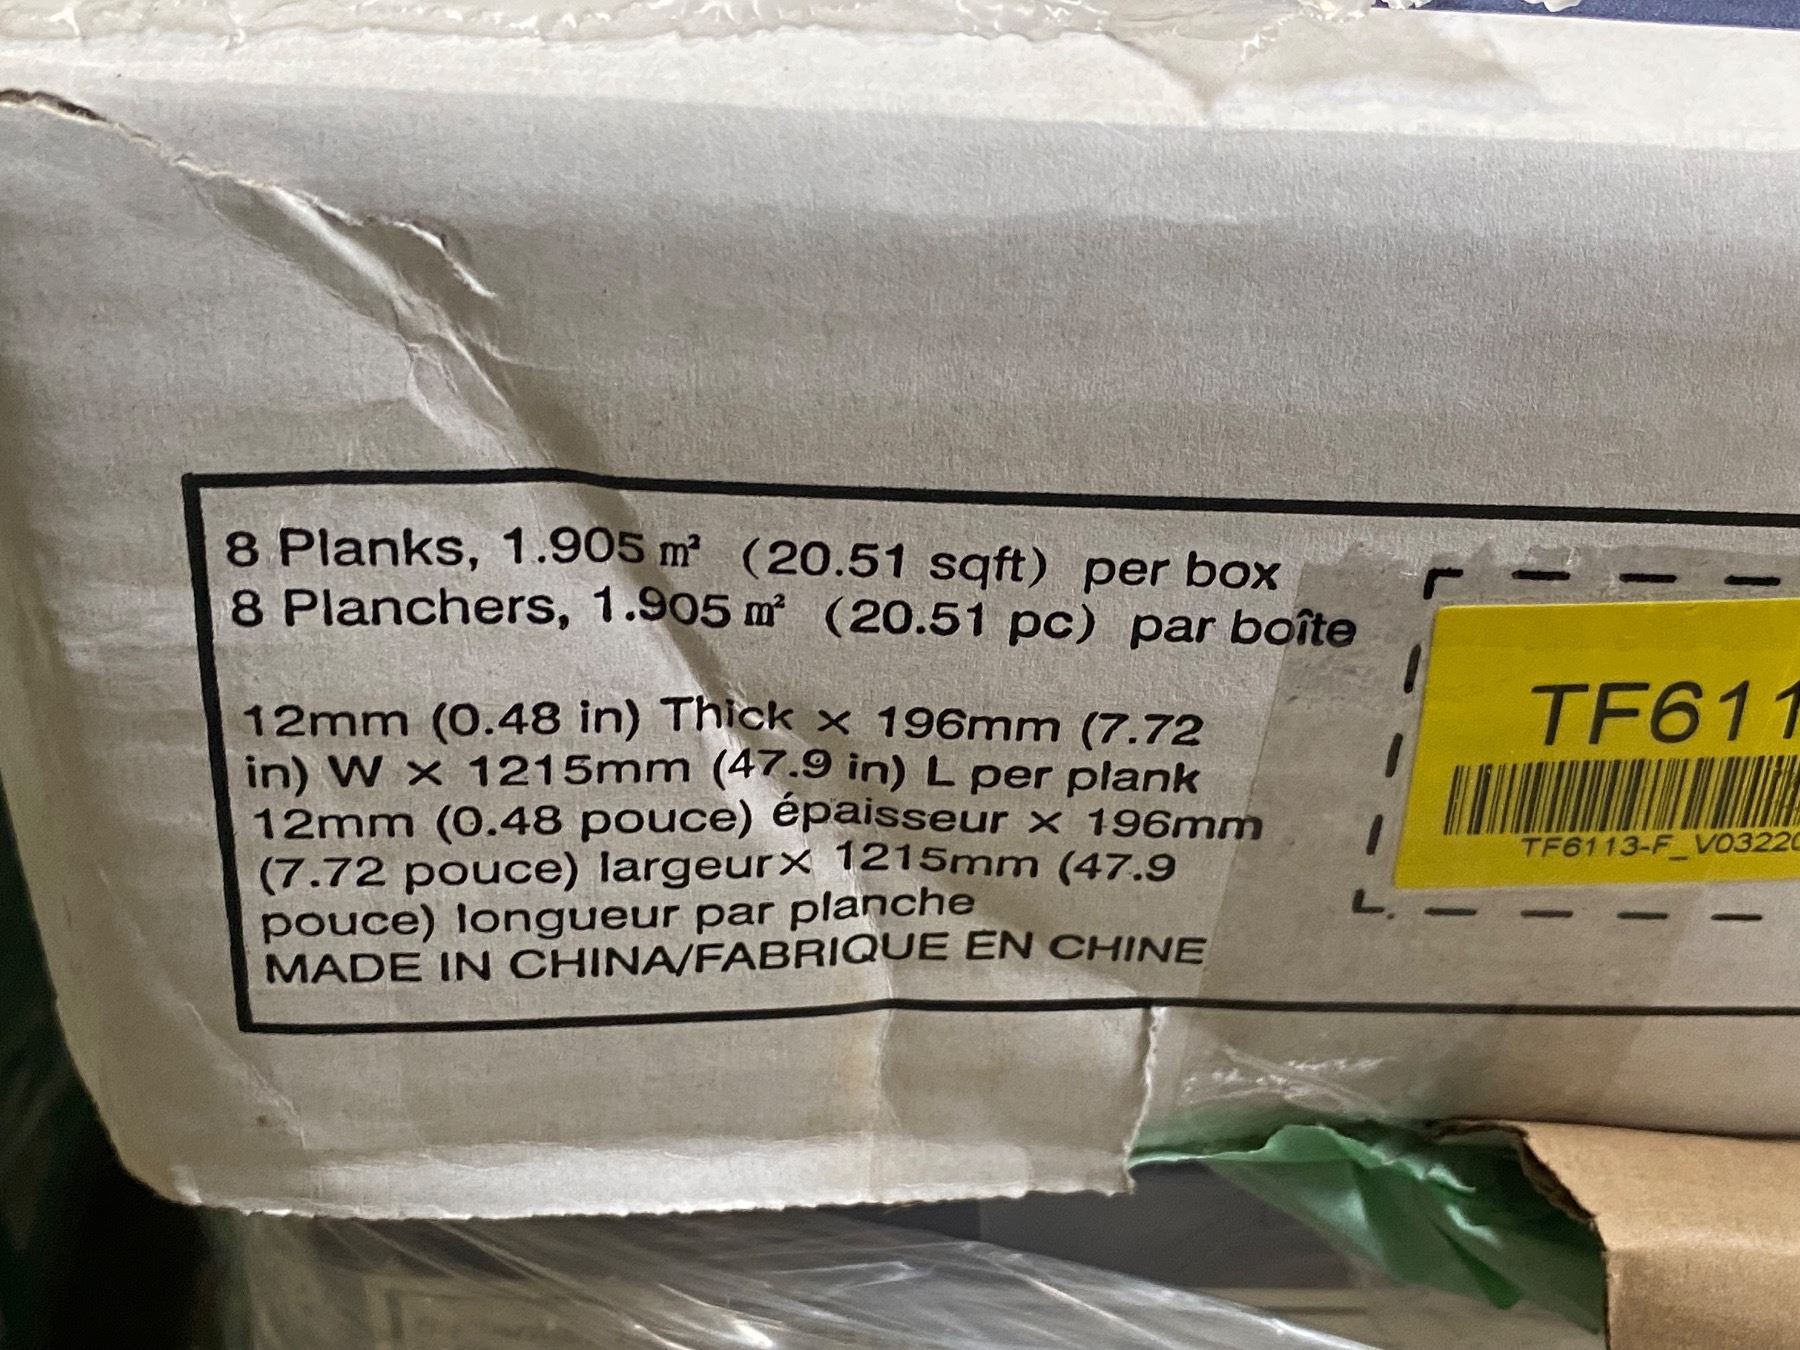 8 Planks, 1.905 m² (20.51 sqft) per box
8 Planchers, 1.905 m² (20.51 pc) par boîte
12mm (0.48 in) Thick × 196mm (7.72
in) W × 1215mm (47.9 in) L per plank
12mm (0.48 pouce) épaisseur × 196mm
(7.72 pouce) largeur× 1215mm (47.9
pouce) longueur par planche
MADE IN CHINA/FABRIQUE EN CHINE
TF611
TF6113-F_V0322